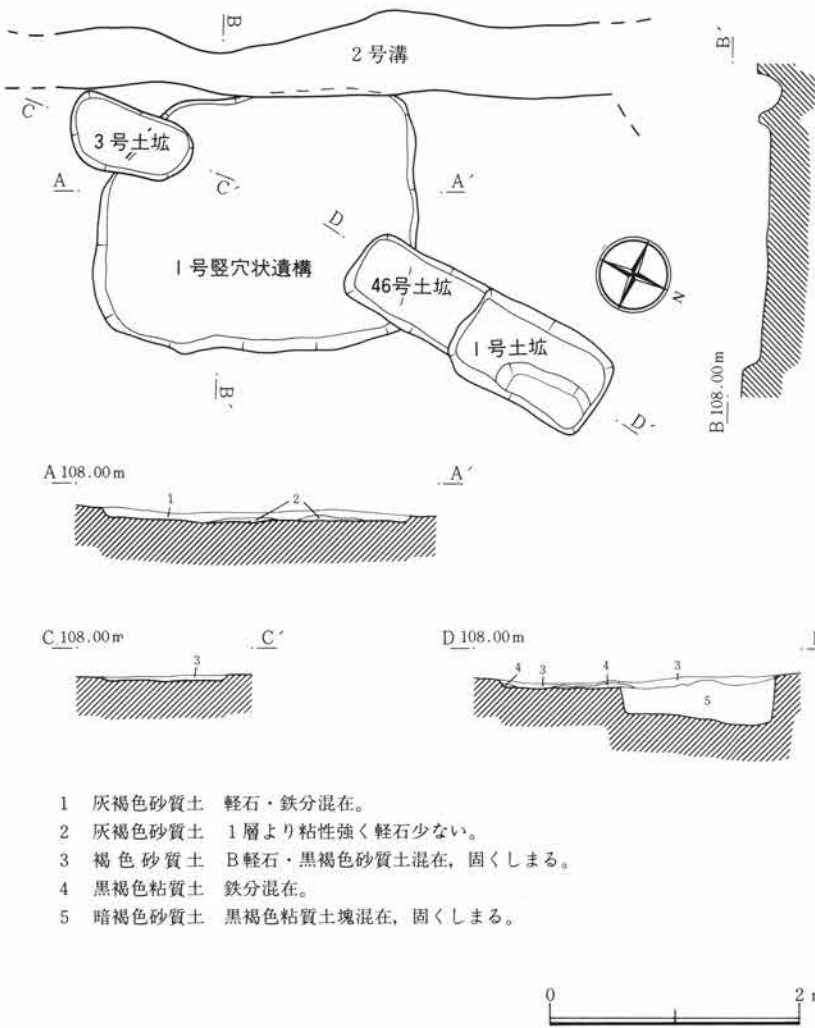 B
B´
2号溝
C
3号土坑
A
C´
A´
D
1号竪穴状遺構
46号土坑
1号土坑
N
B´
D´
B 108.00m
A 108.00m
A´
1
2
C 108.00m
C´
D 108.00m
3
4
3
4
3
5
1 灰褐色砂質土 軽石・鉄分混在。
2 灰褐色砂質土 1層より粘性強く軽石少ない。
3 褐色砂質土 B軽石・黒褐色砂質土混在，固くしまる。
4 黒褐色粘質土 鉄分混在。
5 暗褐色砂質土 黒褐色粘質土塊混在，固くしまる。
0
2